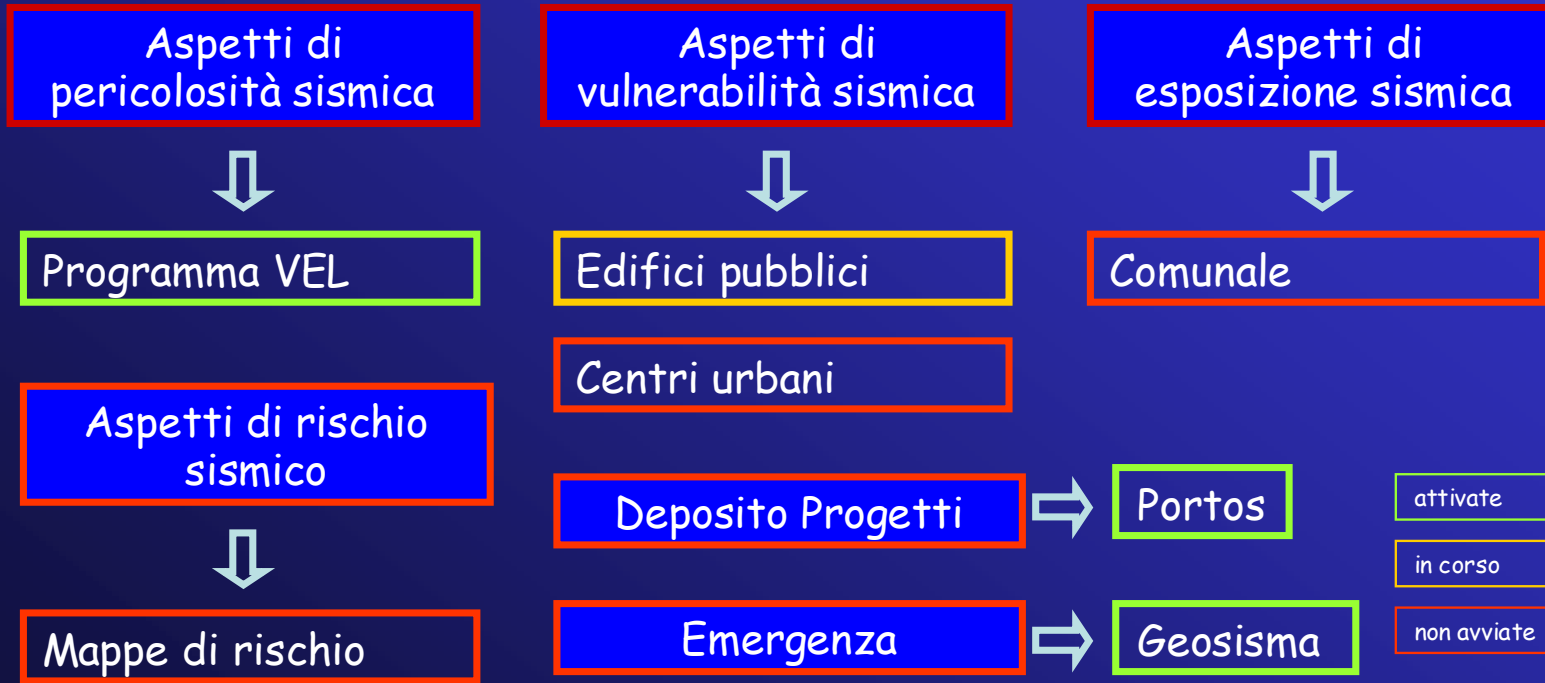 Aspetti di
pericolosità sismica
Aspetti di
vulnerabilità sismica
Aspetti di
esposizione sismica
Programma VEL
Edifici pubblici
Comunale
Centri urbani
Aspetti di rischio
sismico
Deposito Progetti
Portos
attivate
in corso
Mappe di rischio
Emergenza
Geosisma
non avviate